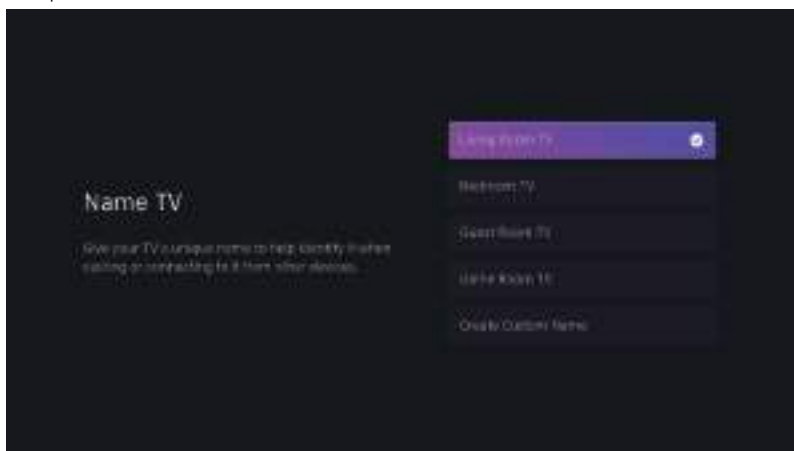 Name TV
Give your TV a unique name to help identify it when
casting or connecting to it from other devices.
Living Room TV
Bedroom TV
Guest Room TV
Game Room TV
Create Custom Name